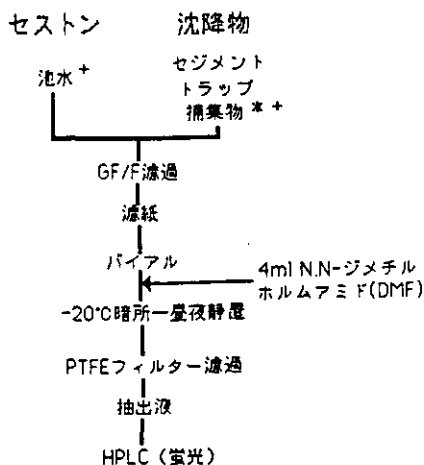 セストン
沈降物
池水+
セジメント
トラップ
捕集物*+
GF/F濾過
濾紙
バイアル
4ml N.N-ジメチル
ホルムアミド(DMF)
-20°C暗所一昼夜静置
PTFEフィルター濾過
抽出液
HPLC(蛍光)